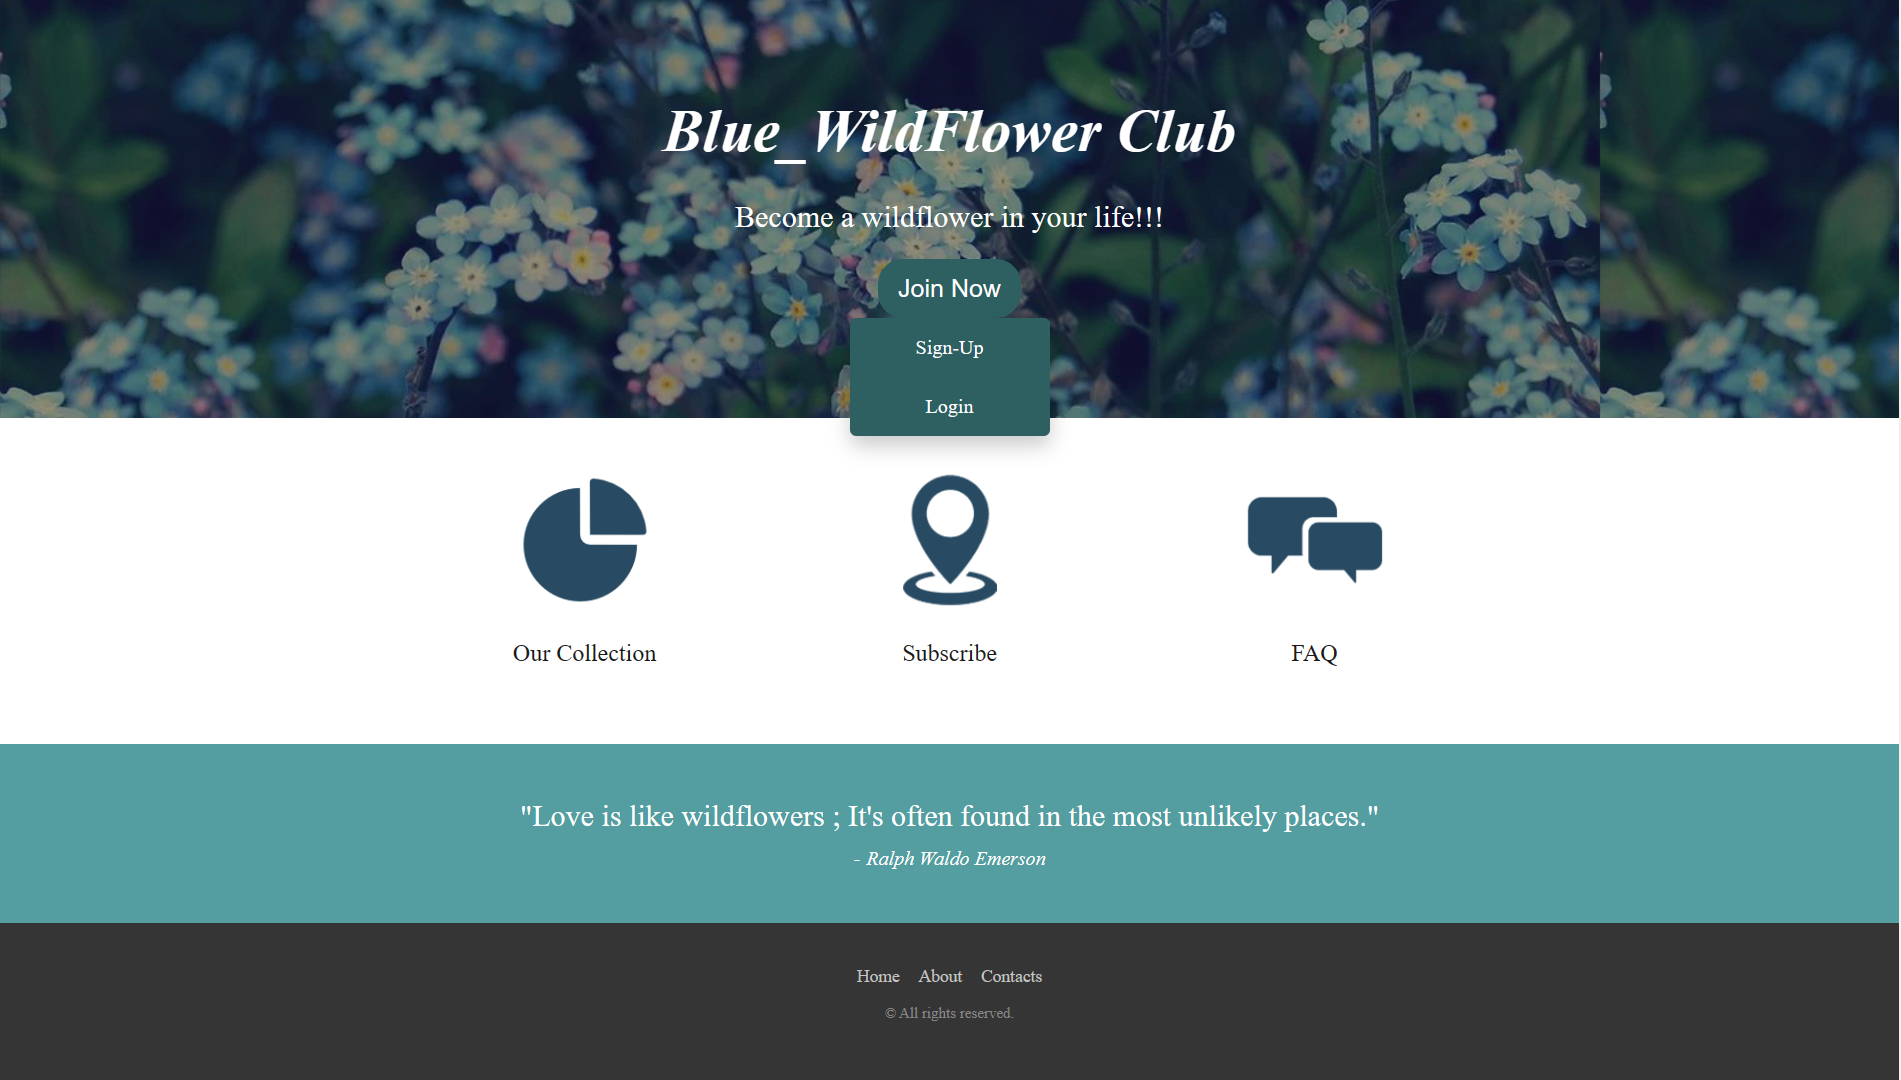 Blue_WildFlower Club
Become a wildflower in your life!!!
Join Now
Sign-Up
Login
Our Collection
Subscribe
FAQ
"Love is like wildflowers ; It's often found in the most unlikely places."
- Ralph Waldo Emerson
Home About Contacts
© All rights reserved.